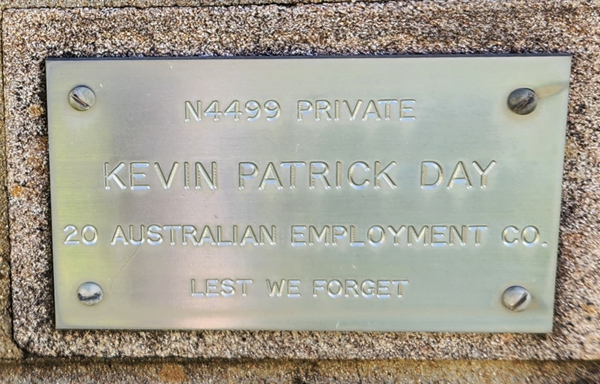 N4499 PRIVATE
KEVIN PATRICK DAY
20 AUSTRALIAN EMPLOYMENT CO.
LEST WE FORGET